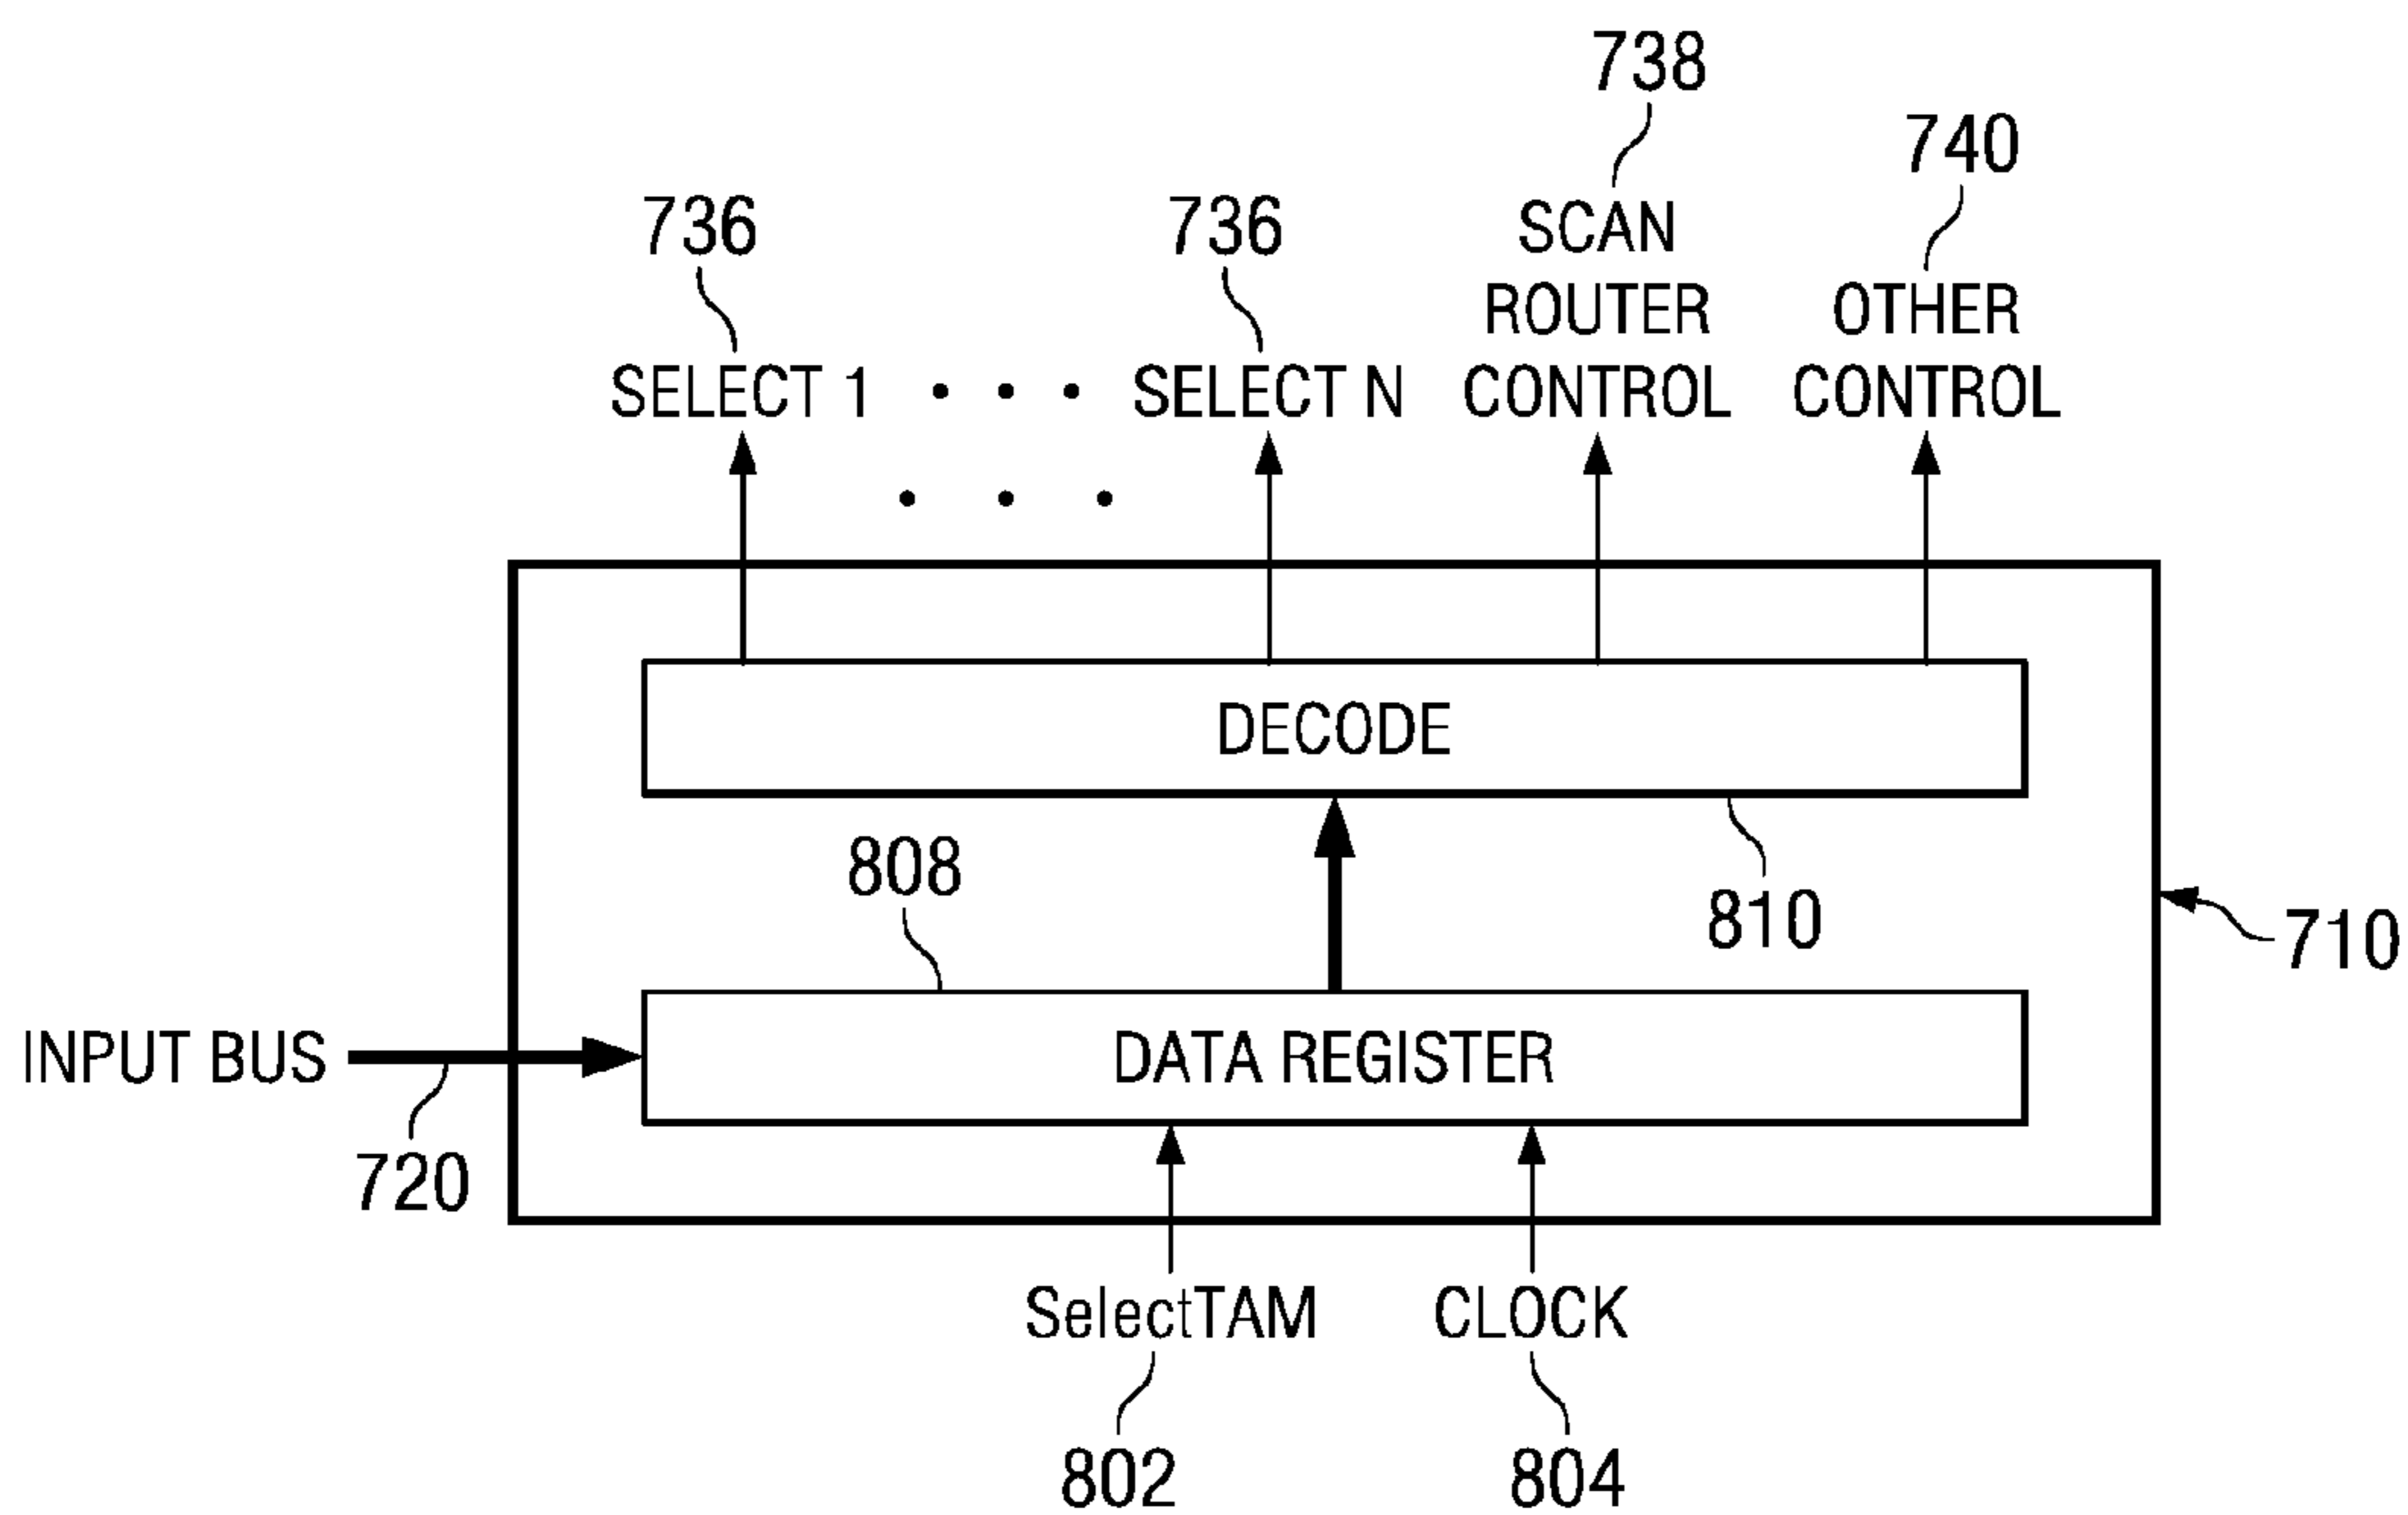 738
740
736
736
SCAN
ROUTER
OTHER
SELECT 1 . . . SELECT N
CONTROL
CONTROL
. . .
DECODE
808
810
710
INPUT BUS
DATA REGISTER
720
SelectTAM
CLOCK
802
804